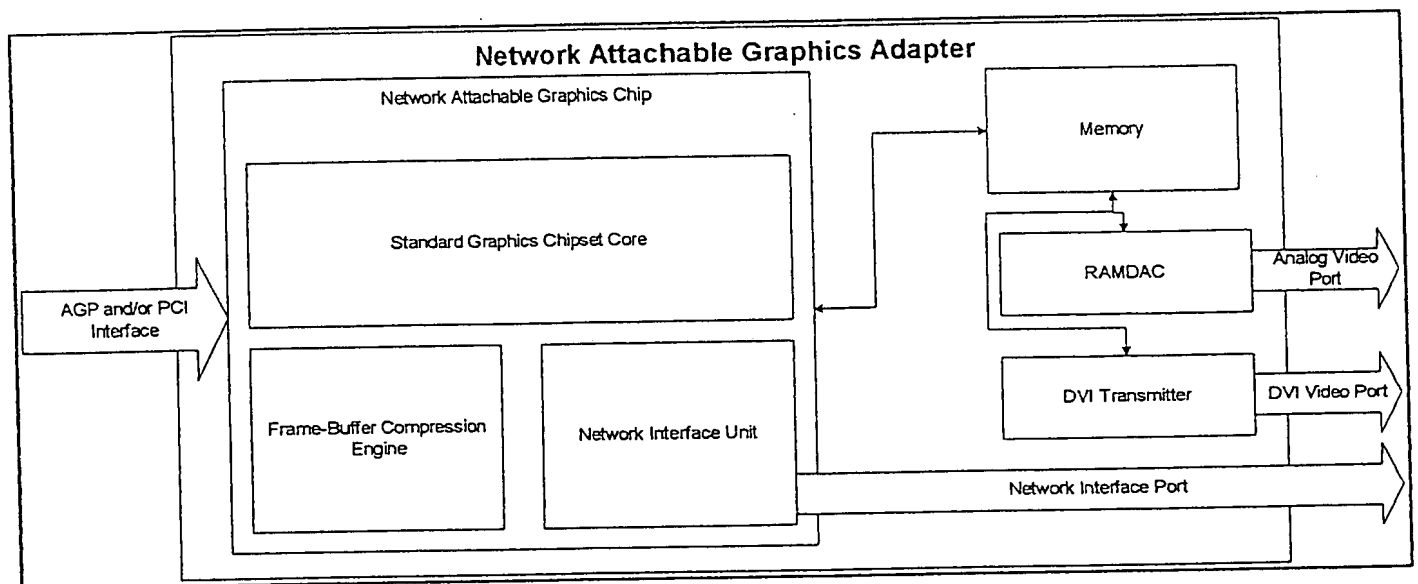 Network Attachable Graphics Adapter
Network Attachable Graphics Chip
Memory
Standard Graphics Chipset Core
RAMDAC
Analog Video
Port
AGP and/or PCI
Interface
DVI Transmitter
DVI Video Port
Frame-Buffer Compression
Engine
Network Interface Unit
Network Interface Port